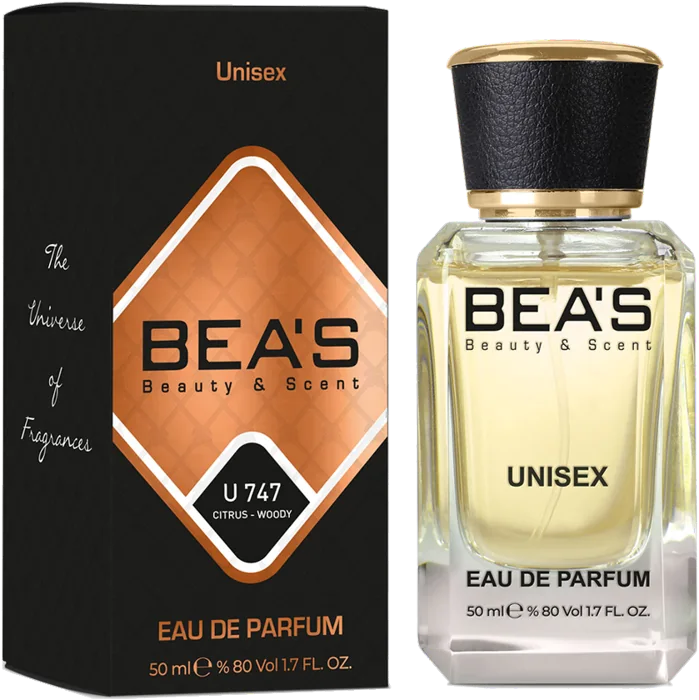 Unisex
The
Universe
of
Fragrances
BEA'S
Beauty & Scent
U 747
CITRUS - WOODY
EAU DE PARFUM
50 ml ℮ % 80 Vol 1.7 FL. OZ.
BEA'S
Beauty & Scent
UNISEX
EAU DE PARFUM
50 ml ℮ % 80 Vol 1.7 FL. OZ.